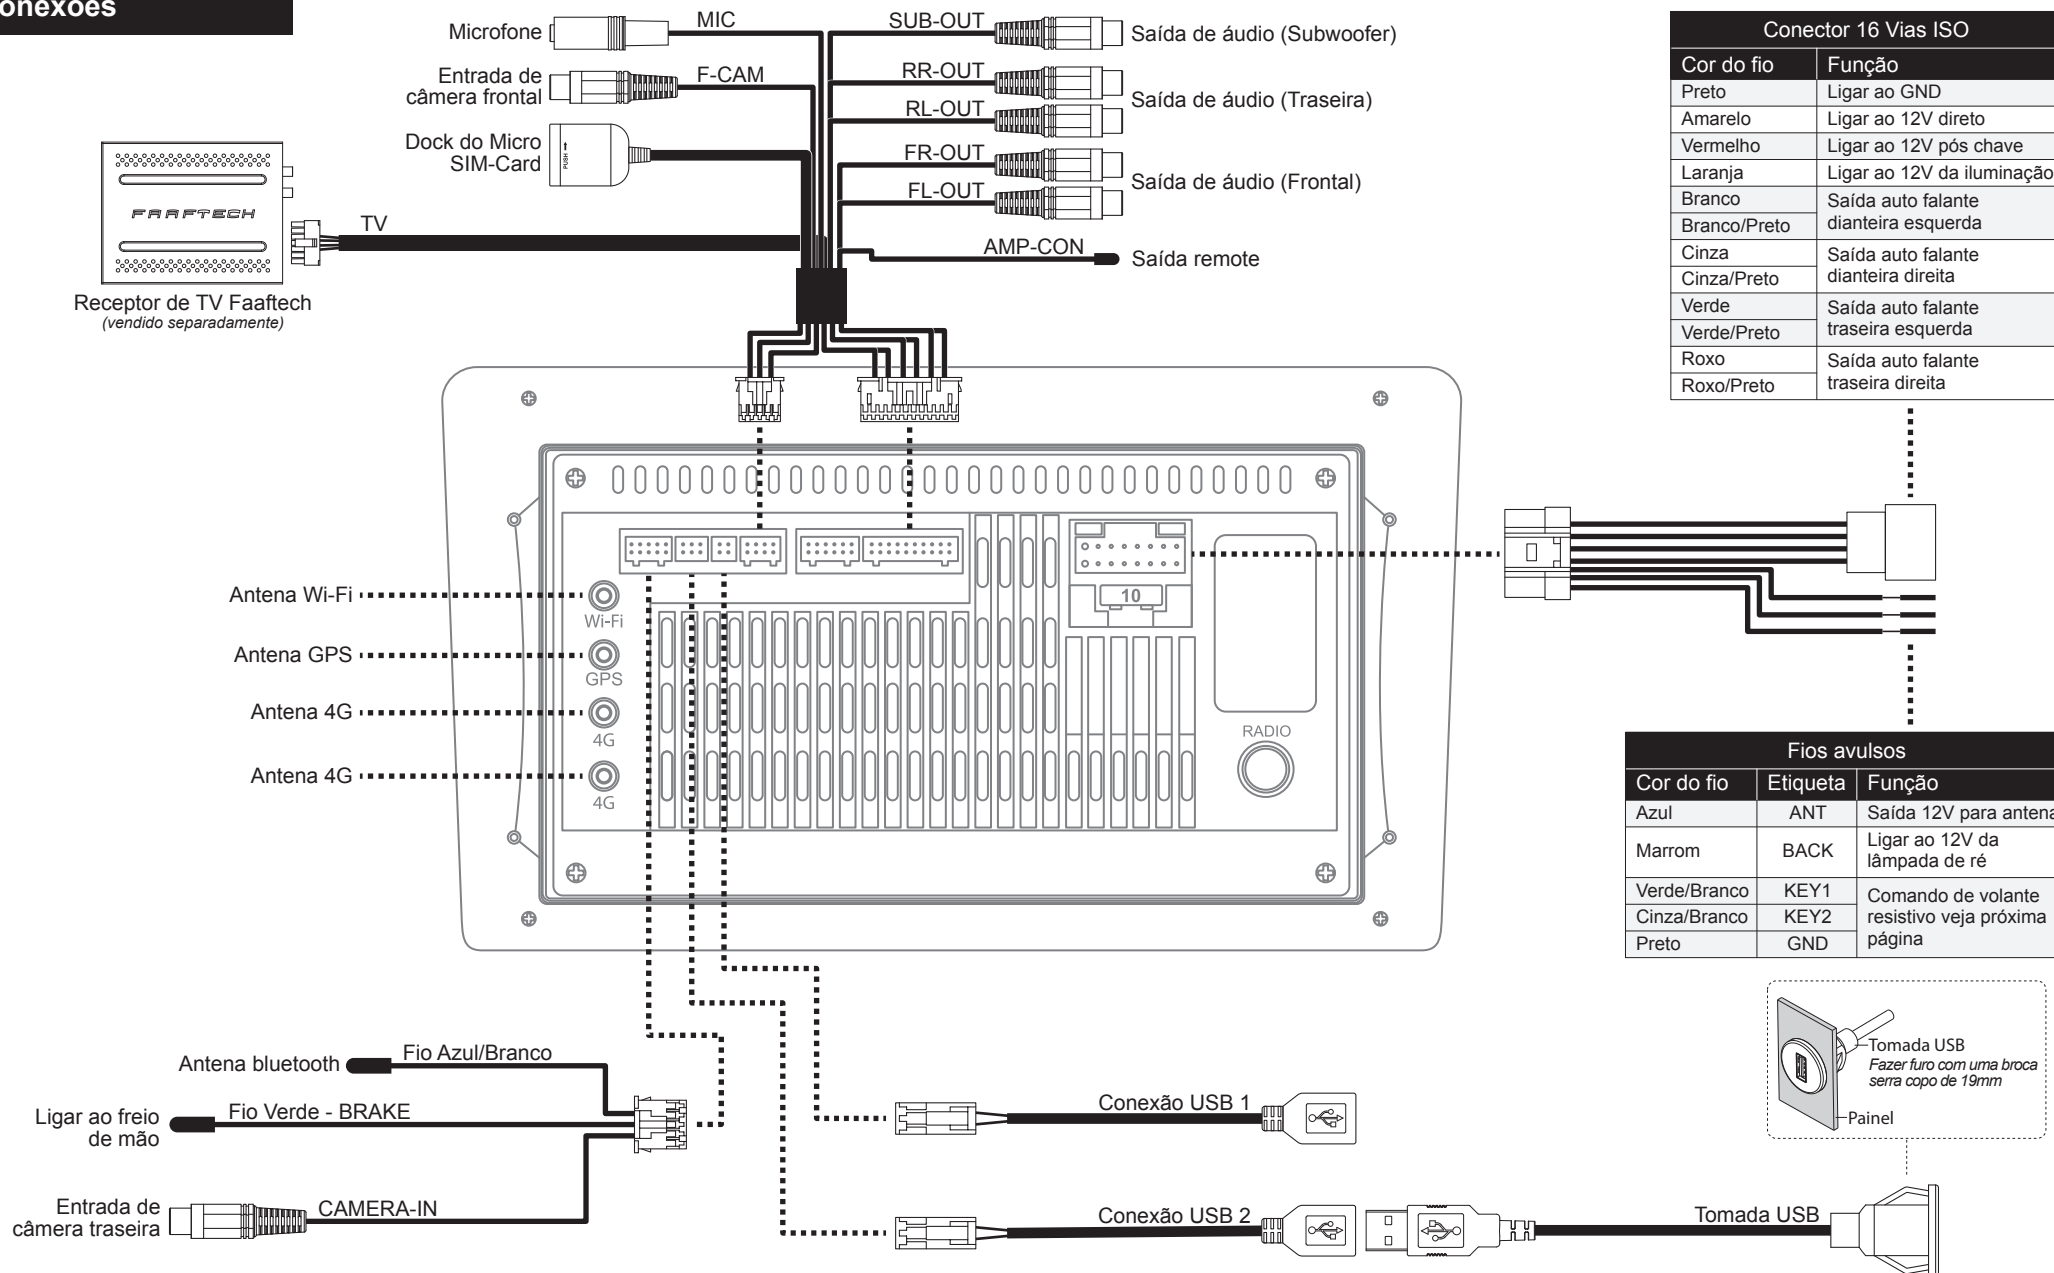 onexões
Microfone
MIC
Entrada de
câmera frontal
F-CAM
Dock do Micro
SIM-Card
PUSH →
SUB-OUT
Saída de áudio (Subwoofer)
RR-OUT
RL-OUT
Saída de áudio (Traseira)
FR-OUT
FL-OUT
Saída de áudio (Frontal)
AMP-CON
Saída remote
FAAFTECH
TV
Receptor de TV Faaftech
(vendido separadamente)
Conector 16 Vias ISO
Cor do fio Função
Preto Ligar ao GND
Amarelo Ligar ao 12V direto
Vermelho Ligar ao 12V pós chave
Laranja Ligar ao 12V da iluminação
Branco Saída auto falante
Branco/Preto dianteira esquerda
Cinza Saída auto falante
Cinza/Preto dianteira direita
Verde Saída auto falante
Verde/Preto traseira esquerda
Roxo Saída auto falante
Roxo/Preto traseira direita
Antena Wi-Fi
Wi-Fi
Antena GPS
GPS
Antena 4G
4G
Antena 4G
4G
10
RADIO
Fios avulsos
Cor do fio Etiqueta Função
Azul ANT Saída 12V para antena
Marrom BACK Ligar ao 12V da
lâmpada de ré
Verde/Branco KEY1 Comando de volante
Cinza/Branco KEY2 resistivo veja próxima
Preto GND página
Tomada USB
Fazer furo com uma broca
serra copo de 19mm
Painel
Antena bluetooth
Fio Azul/Branco
Ligar ao freio
de mão
Fio Verde - BRAKE
Entrada de
câmera traseira
CAMERA-IN
Conexão USB 1
Conexão USB 2
Tomada USB